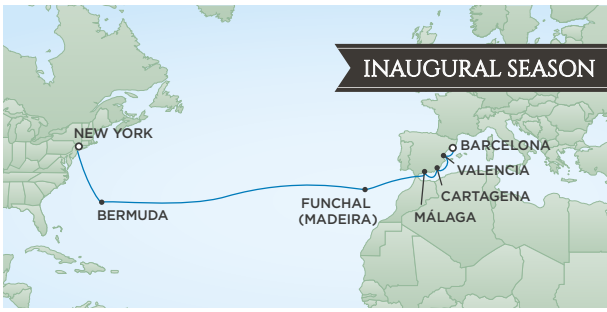 INAUGURAL SEASON
NEW YORK
BARCELONA
VALENCIA
CARTAGENA
FUNCHAL
(MADEIRA)
BERMUDA
MÁLAGA